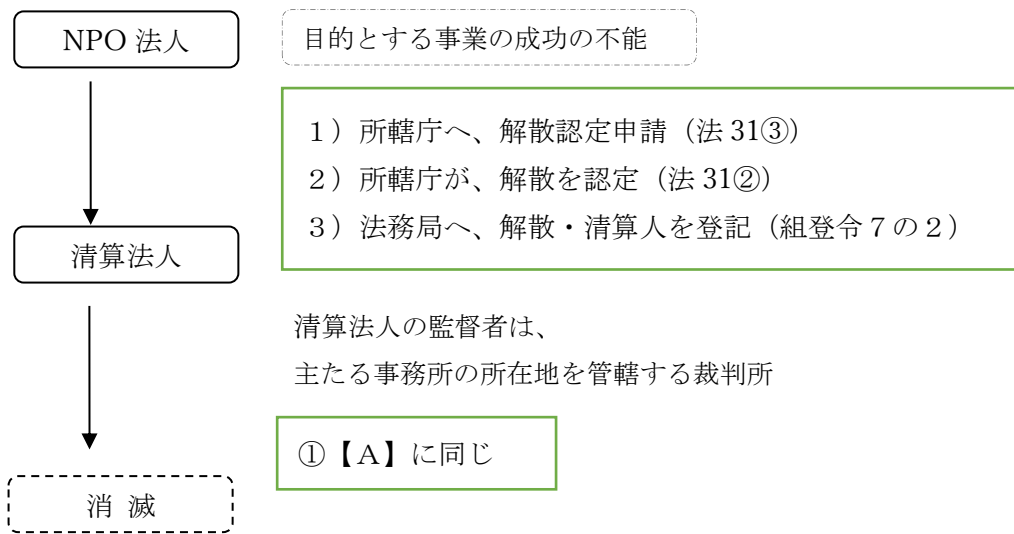 NPO 法人
目的とする事業の成功の不能
１）所轄庁へ、解散認定申請（法 31③）
２）所轄庁が、解散を認定（法 31②）
３）法務局へ、解散・清算人を登記（組登令７の２）
清算法人
清算法人の監督者は、
主たる事務所の所在地を管轄する裁判所
①【Ａ】に同じ
消 滅